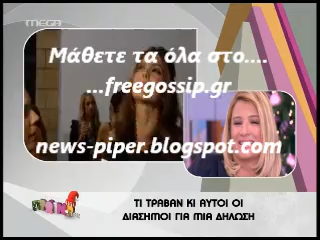 MEGA
Μάθετε τα όλα στο....
...freegossip.gr
news-piper.blogspot.com
ΤΙ ΤΡΑΒΑΝ ΚΙ ΑΥΤΟΙ ΟΙ
ΔΙΑΣΗΜΟΙ ΓΙΑ ΜΙΑ ΔΗΛΩΣΗ